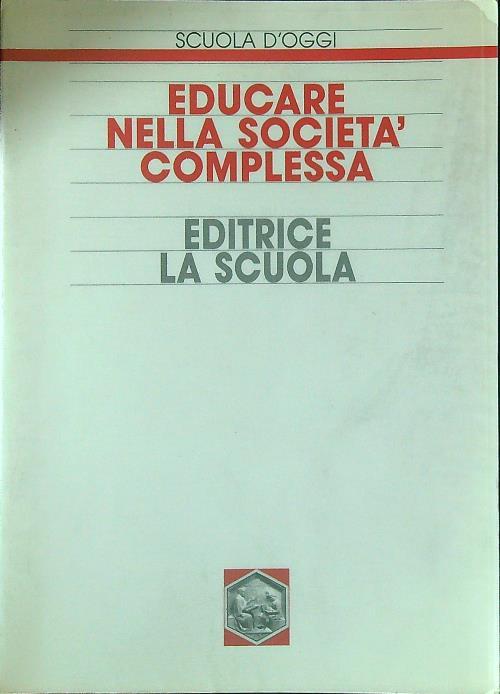 SCUOLA D'OGGI
EDUCARE
NELLA SOCIETA'
COMPLESSA
EDITRICE
LA SCUOLA